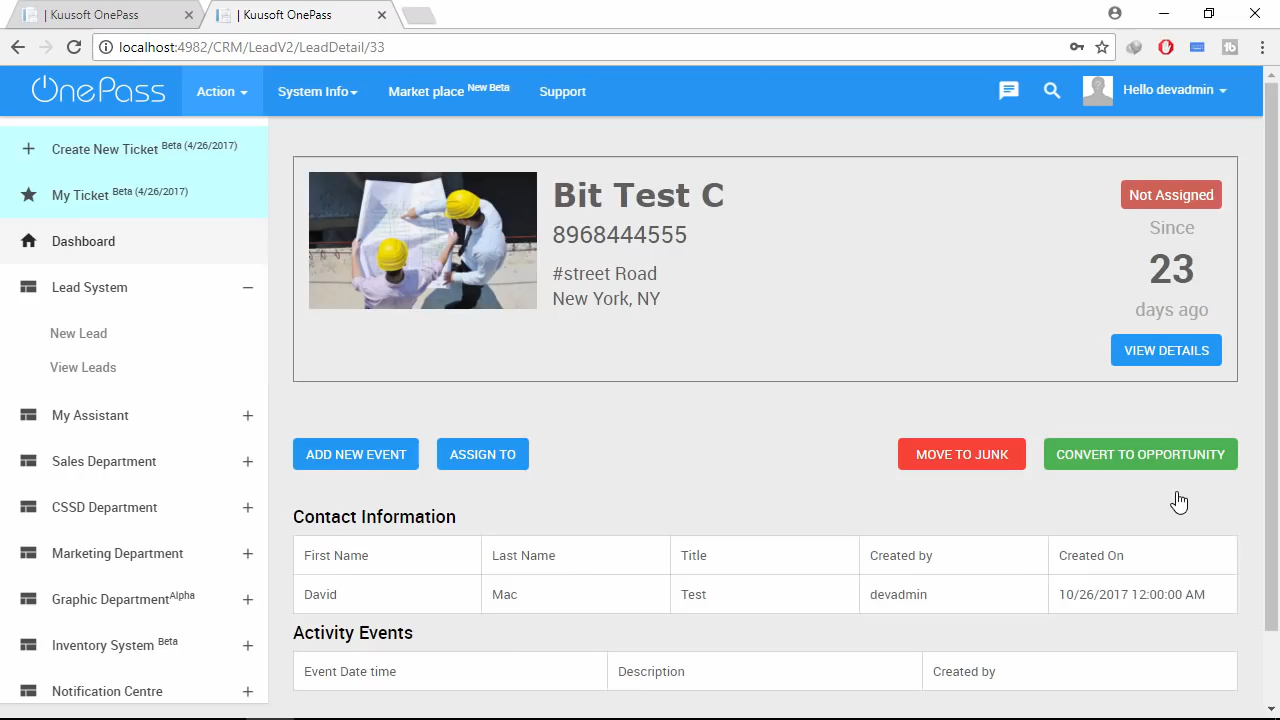 | Kuusoft OnePass
| Kuusoft OnePass
localhost:4982/CRM/LeadV2/LeadDetail/33
OnePass
Action
System Info
Market place New Beta
Support
Hello devadmin
Create New Ticket Beta (4/26/2017)
My Ticket Beta (4/26/2017)
Dashboard
Lead System
New Lead
View Leads
My Assistant
Sales Department
CSSD Department
Marketing Department
Graphic Department Alpha
Inventory System Beta
Notification Centre
Bit Test C
8968444555
#street Road
New York, NY
Not Assigned
Since
23
days ago
VIEW DETAILS
ADD NEW EVENT
ASSIGN TO
MOVE TO JUNK
CONVERT TO OPPORTUNITY
Contact Information
First Name Last Name Title Created by Created On
David Mac Test devadmin 10/26/2017 12:00:00 AM
Activity Events
Event Date time Description Created by